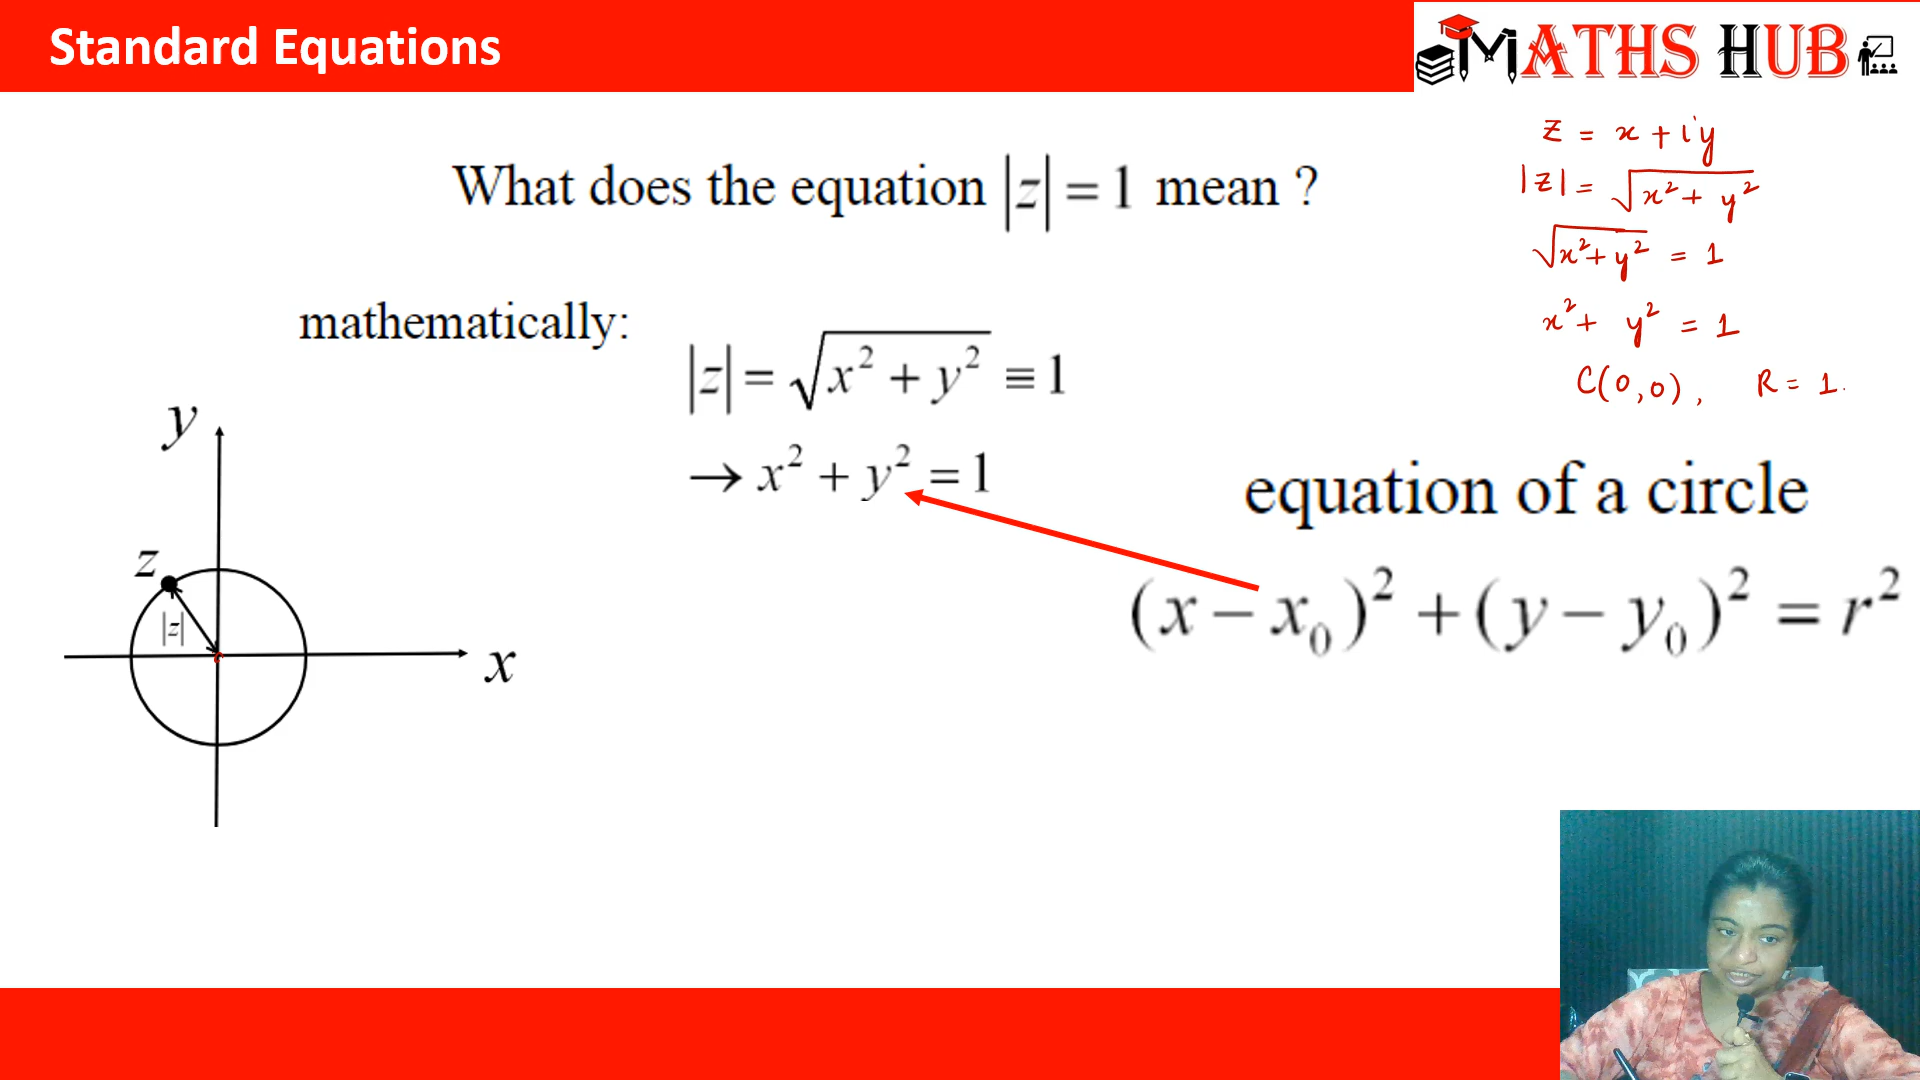 Standard Equations
MATHS HUB
What does the equation |z| = 1 mean ?
z = x + iy
|z| = √(x² + y²)
√(x² + y²) = 1
x² + y² = 1
C(0,0), R = 1.
mathematically:
|z| = √(x² + y²) ≡ 1
→ x² + y² = 1
equation of a circle
(x − x₀)² + (y − y₀)² = r²
y
z
|z|
x